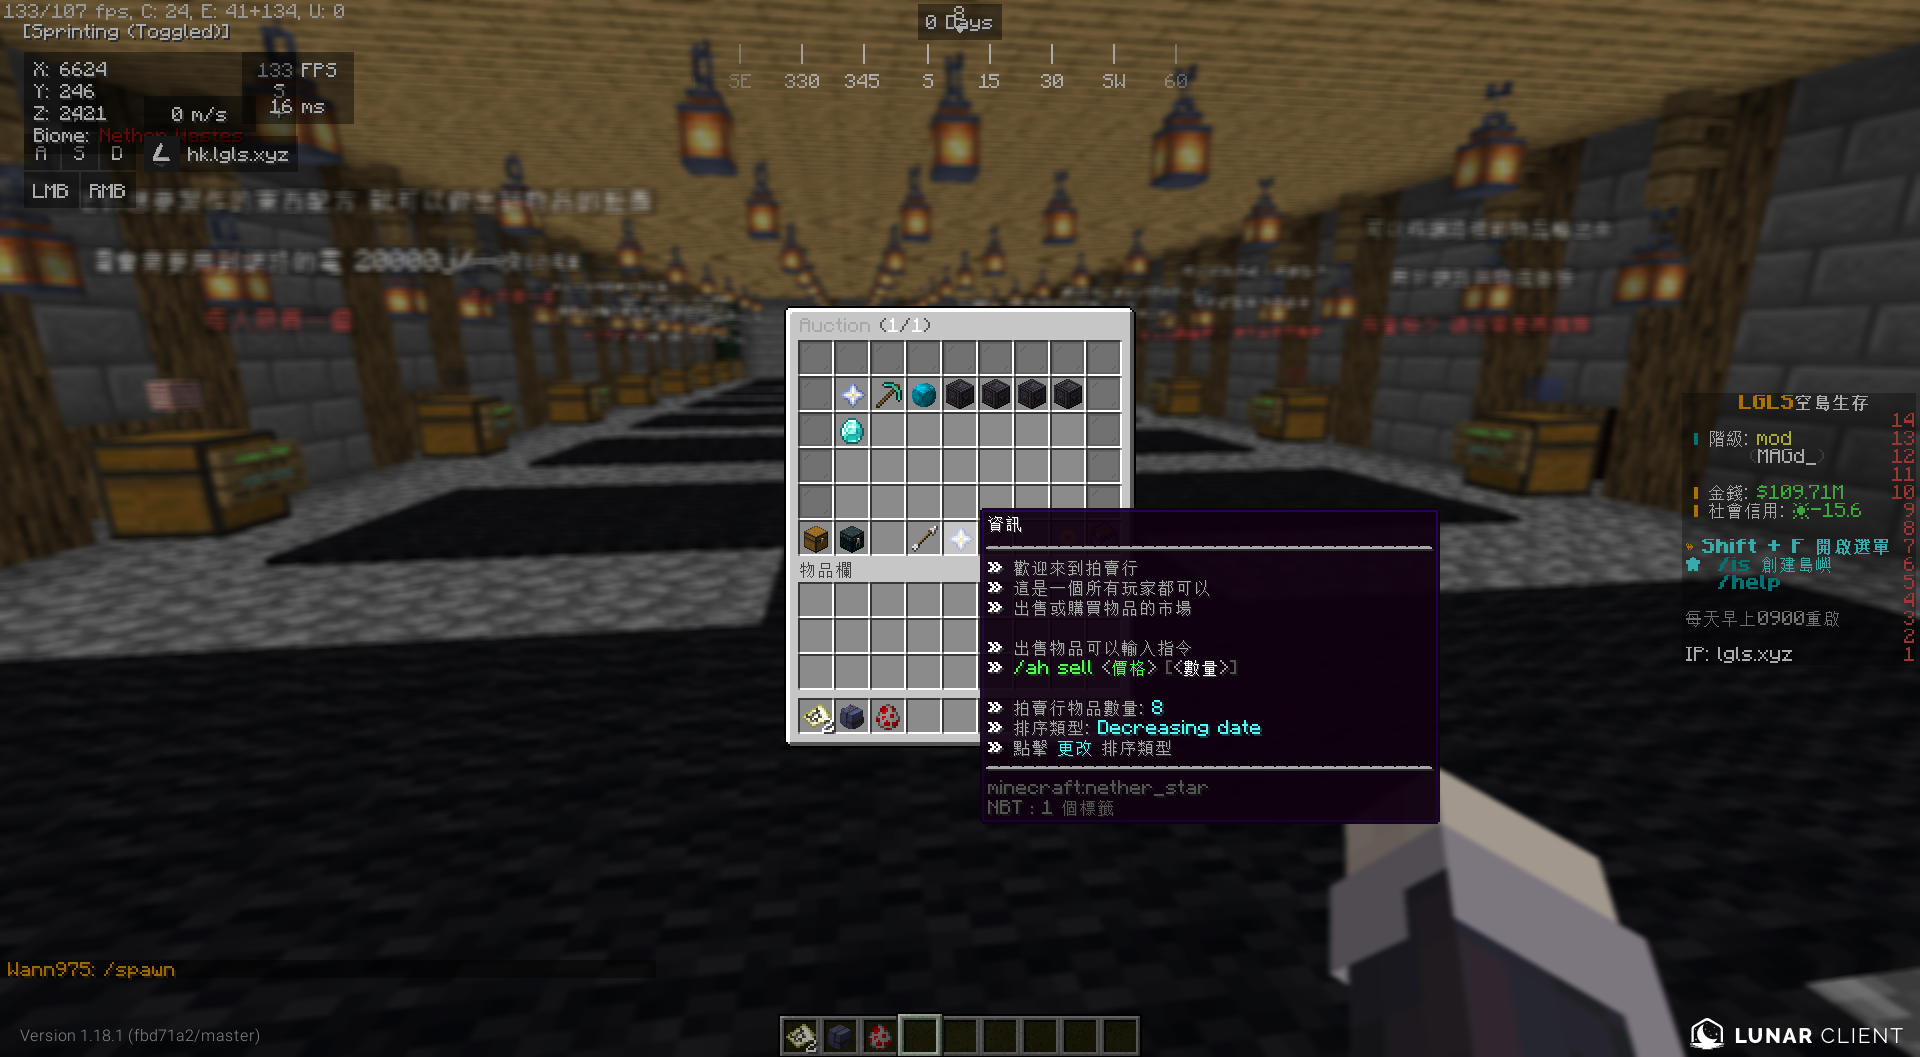 133/107 fps, C: 24, E: 41+134, U: 0
[Sprinting (Toggled)]
X: 6624
Y: 246
Z: 2421
Biome: Nether Wastes
133 FPS
S
16 ms
0 m/s
A S D
hk.lgls.xyz
LMB RMB
0 Days
SE 330 345 S 15 30 SW 60
20000
Auction (1/1)
物品欄
資訊
歡迎來到拍賣行
這是一個所有玩家都可以
出售或購買物品的市場
出售物品可以輸入指令
/ah sell <價格> [<數量>]
拍賣行物品數量: 8
排序類型: Decreasing date
點擊 更改 排序類型
minecraft:nether_star
NBT : 1 個標籤
2
LGLS空島生存
14
階級: mod 13
(MAGd_) 12
11
金錢: $109.71M 10
社會信用: ☀-15.6 9
8
Shift + F 開啟選單 7
/is 創建島嶼 6
/help 5
4
每天早上0900重啟 3
2
IP: lgls.xyz 1
Wann975: /spawn
Version 1.18.1 (fbd71a2/master)
2
LUNAR CLIENT